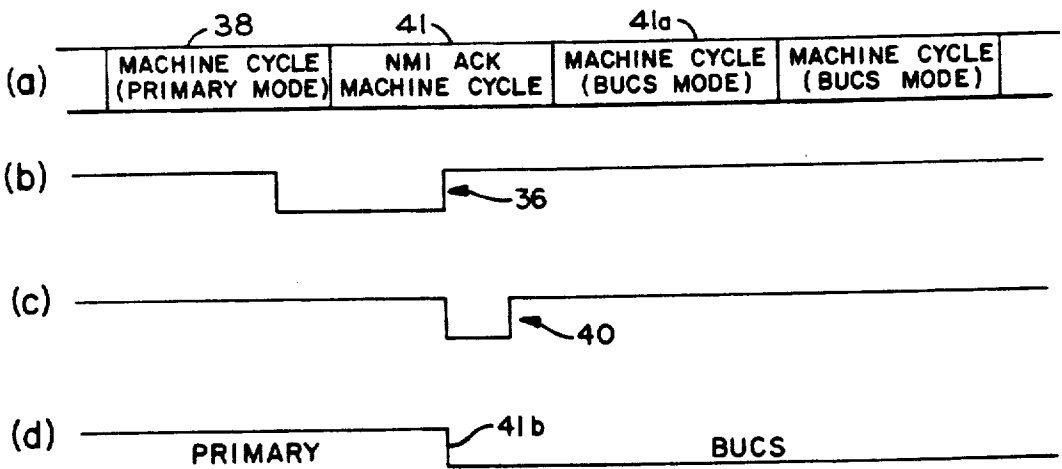 38 41 41a
(a) MACHINE CYCLE (PRIMARY MODE) NMI ACK MACHINE CYCLE MACHINE CYCLE (BUCS MODE) MACHINE CYCLE (BUCS MODE)
(b) 36
(c) 40
(d) PRIMARY 41b BUCS